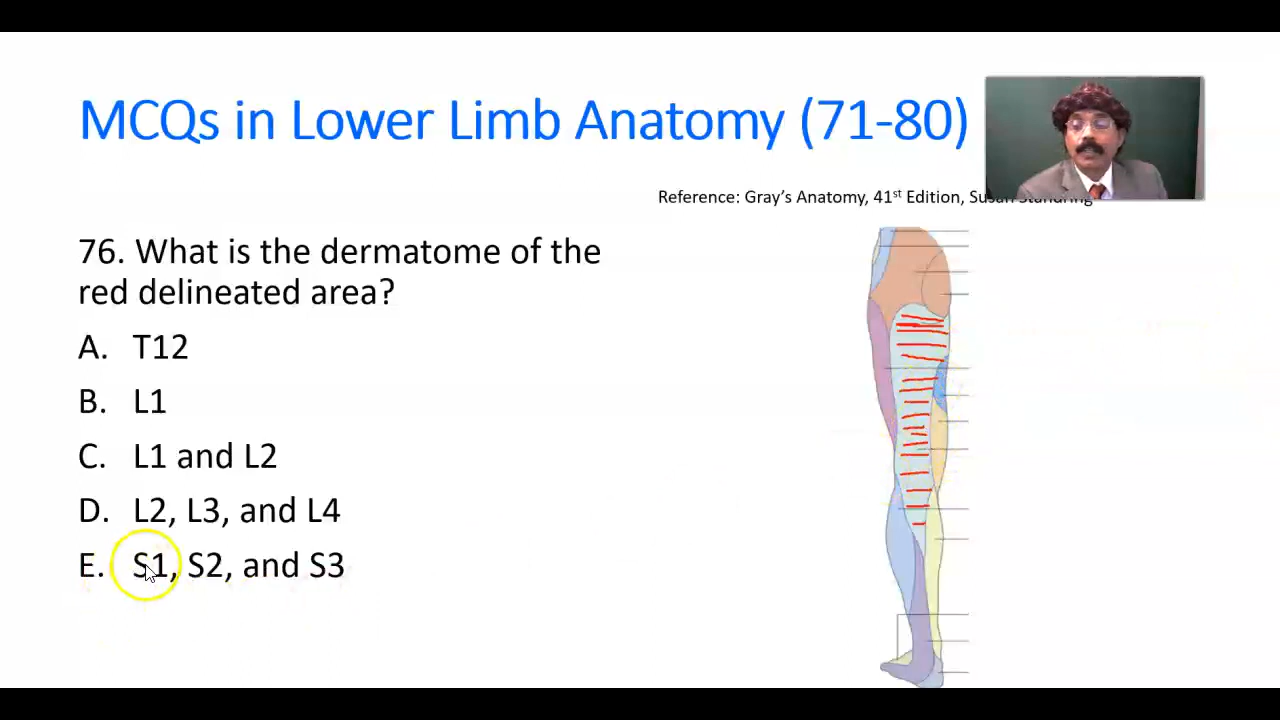 MCQs in Lower Limb Anatomy (71-80)
Reference: Gray's Anatomy, 41st Edition, Susan Standring
76. What is the dermatome of the
red delineated area?
A. T12
B. L1
C. L1 and L2
D. L2, L3, and L4
E. S1, S2, and S3